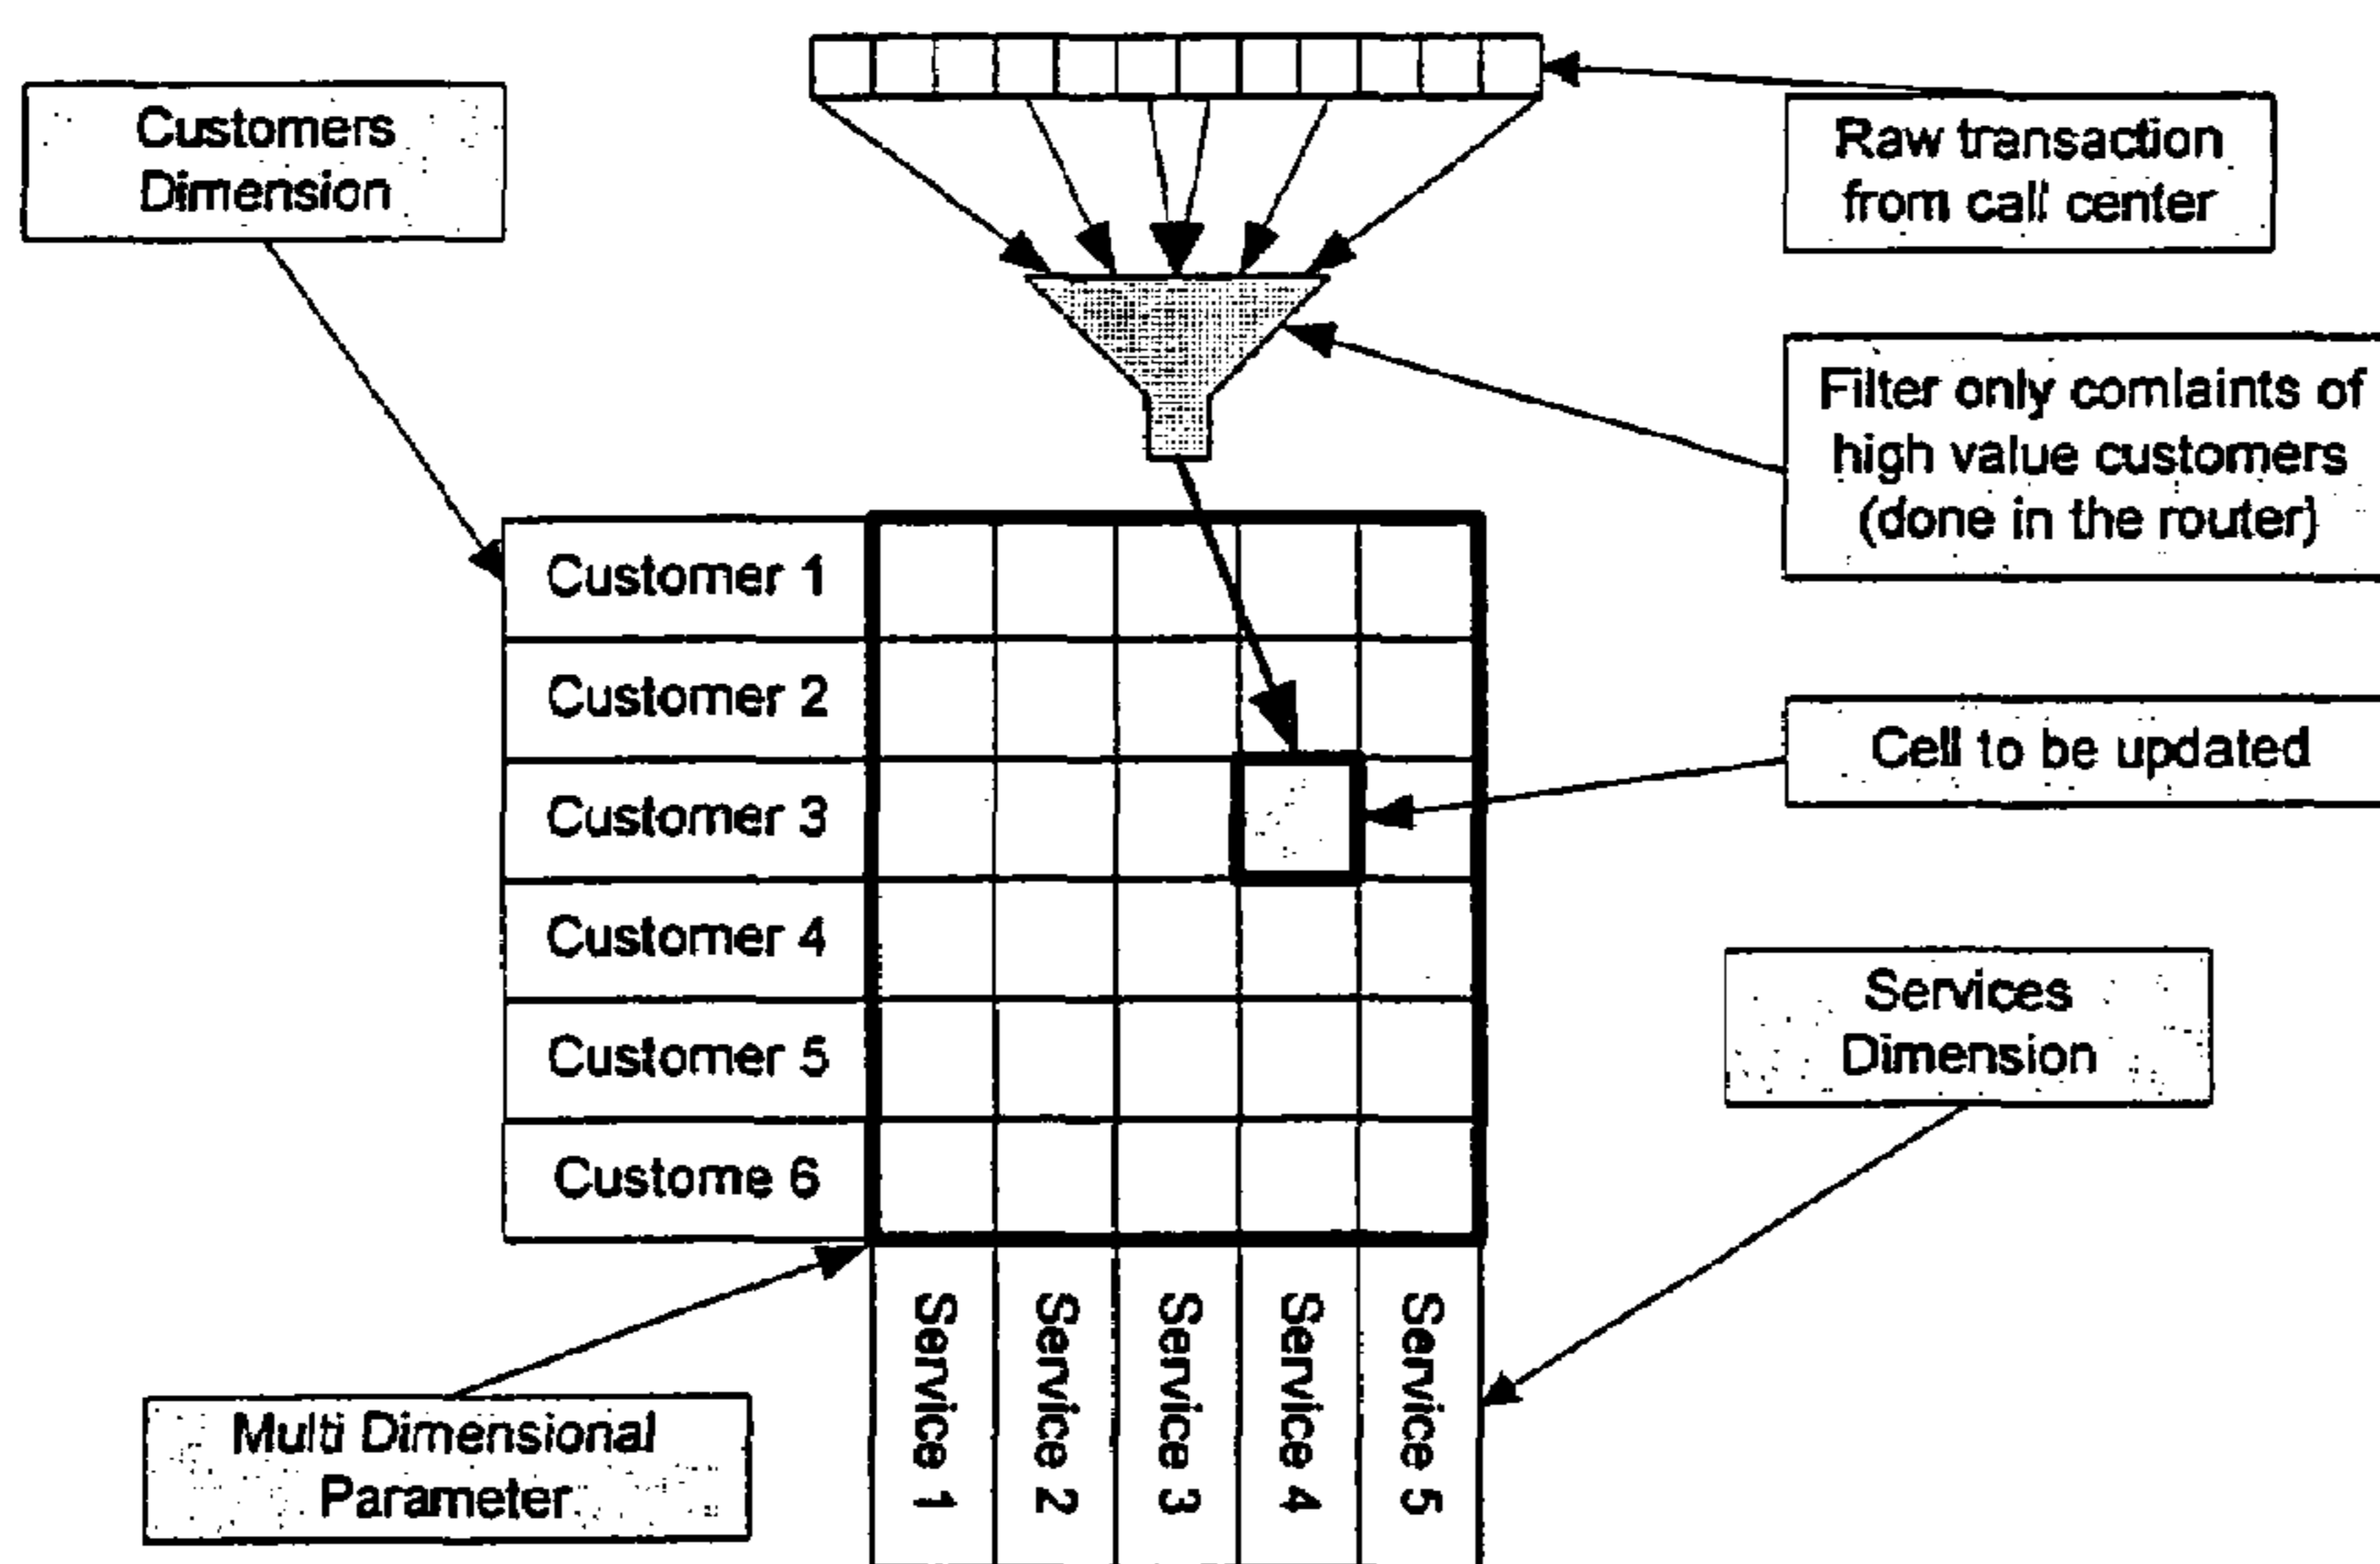 Customers
Dimension
Raw transaction
from call center
Filter only comlaints of
high value customers
(done in the router)
Customer 1
Customer 2
Cell to be updated
Customer 3
Customer 4
Services
Dimension
Customer 5
Custome 6
Service 1
Service 2
Service 3
Service 4
Service 5
Multi Dimensional
Parameter